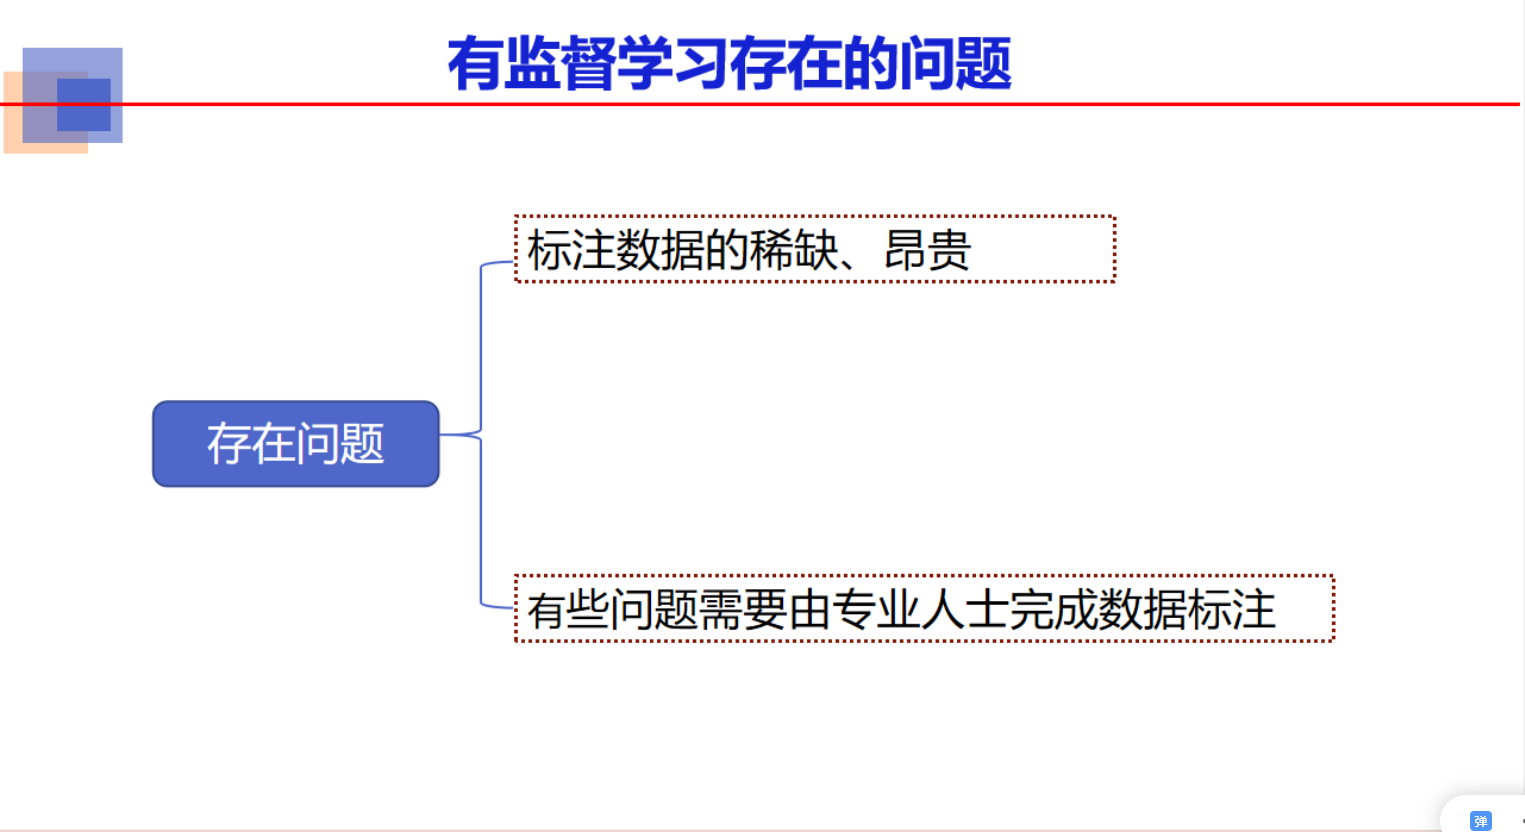 有监督学习存在的问题
标注数据的稀缺、昂贵
存在问题
有些问题需要由专业人士完成数据标注
弹